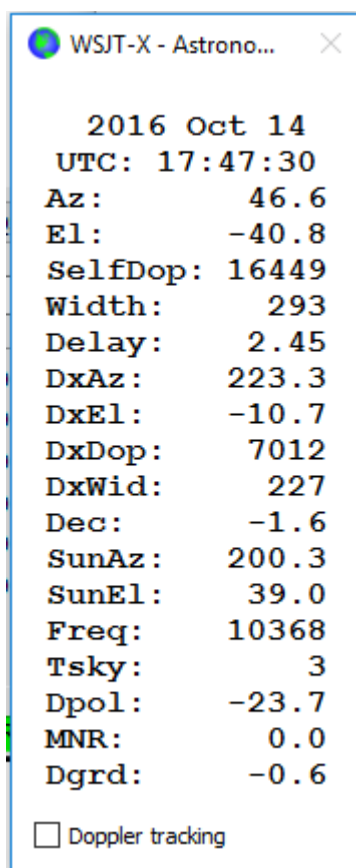 WSJT-X - Astrono...
2016 Oct 14
UTC: 17:47:30
Az: 46.6
El: -40.8
SelfDop: 16449
Width: 293
Delay: 2.45
DxAz: 223.3
DxEl: -10.7
DxDop: 7012
DxWid: 227
Dec: -1.6
SunAz: 200.3
SunEl: 39.0
Freq: 10368
Tsky: 3
Dpol: -23.7
MNR: 0.0
Dgrd: -0.6
Doppler tracking